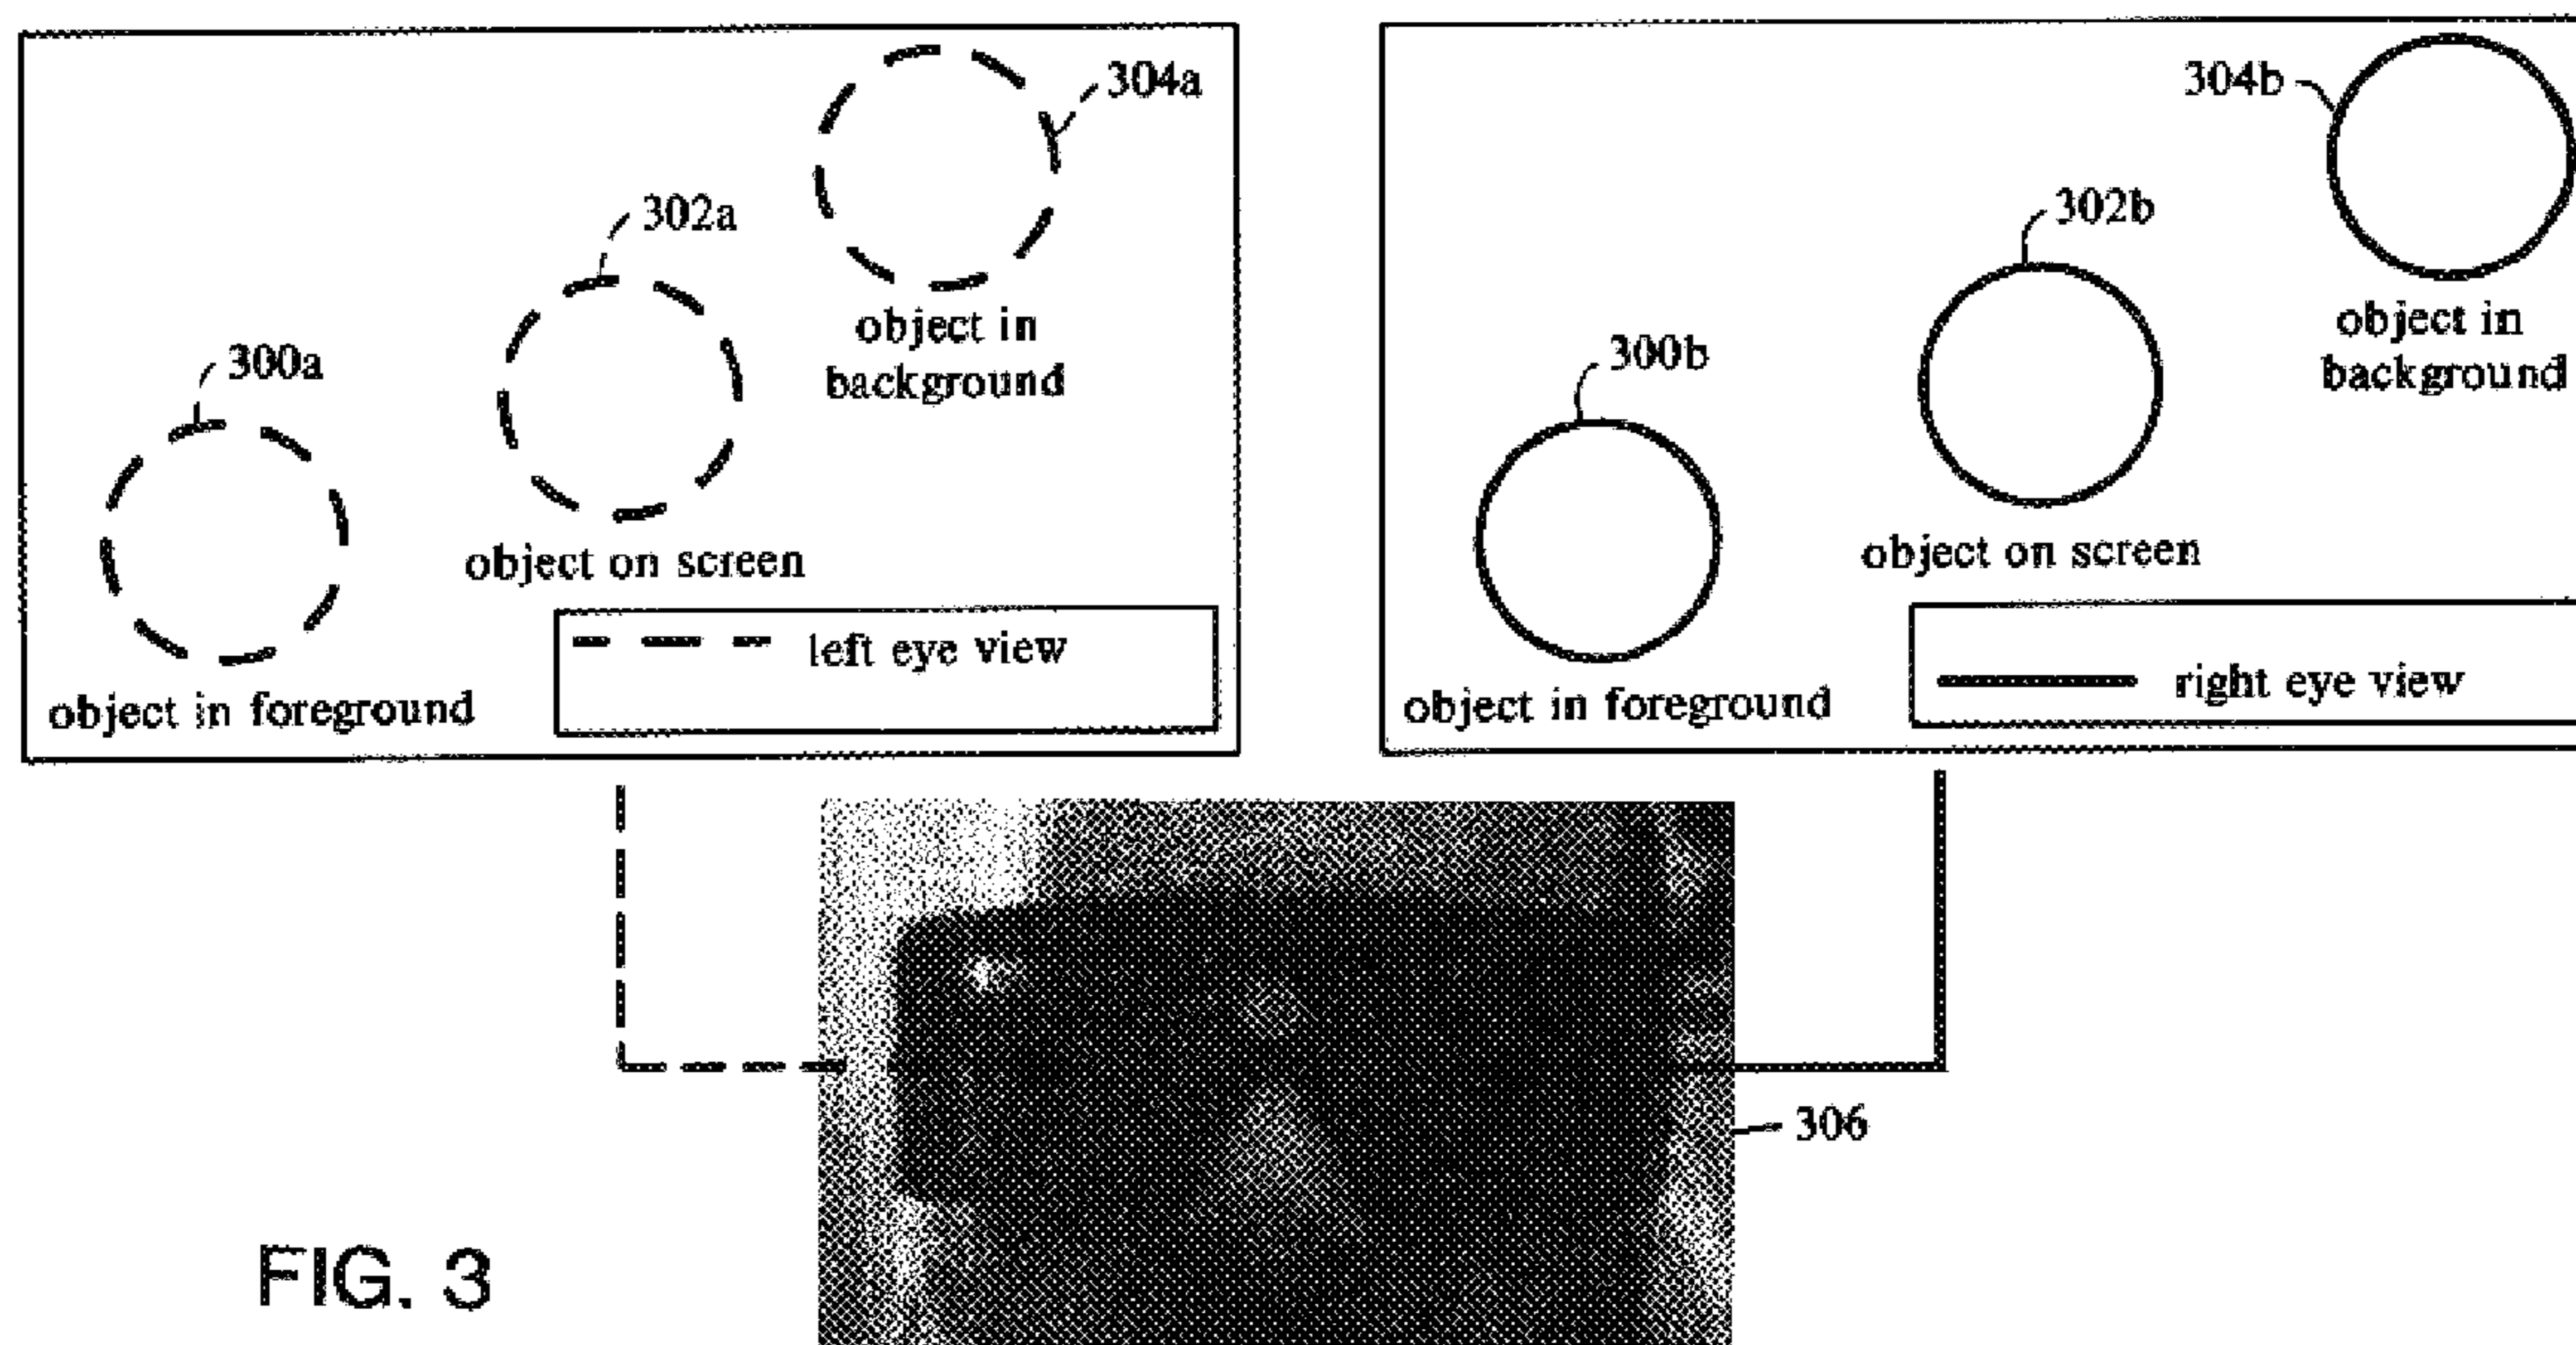 304a
302a
object in
background
300a
object on screen
left eye view
object in foreground
304b
302b
object in
background
300b
object on screen
right eye view
object in foreground
306
FIG. 3